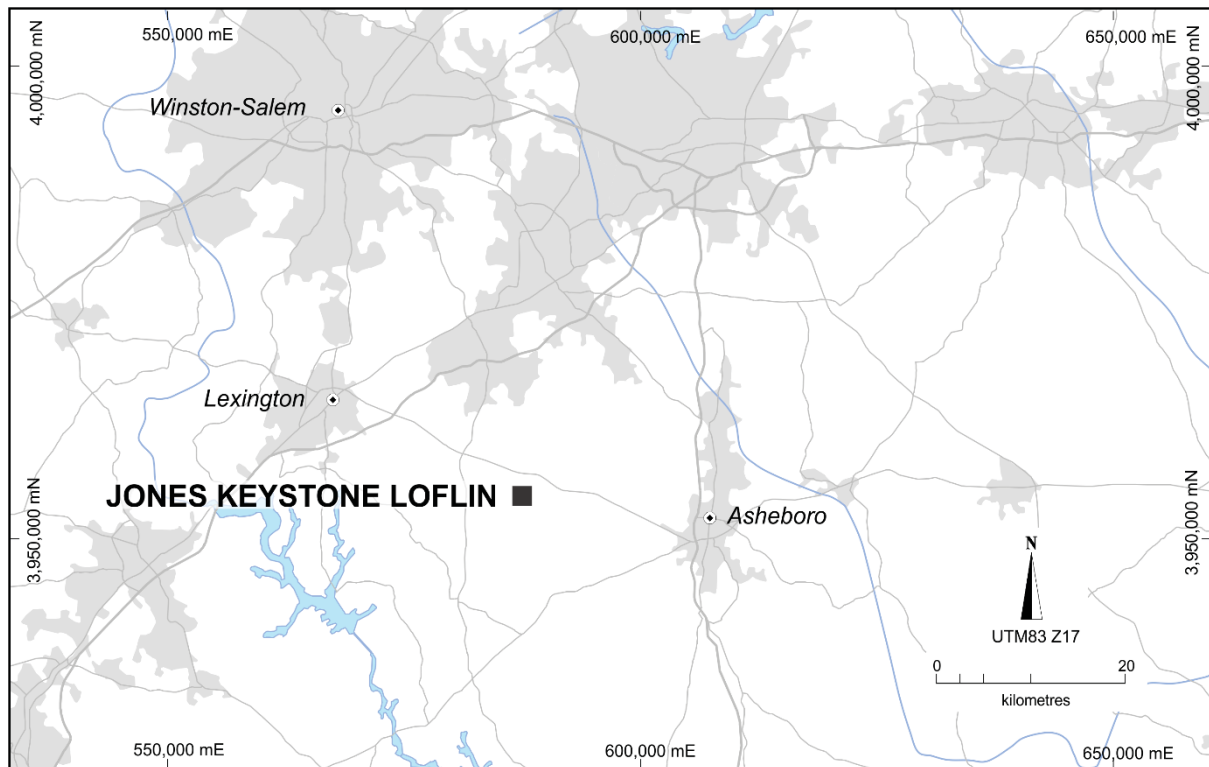 550,000 mE
600,000 mE
650,000 mE
4,000,000 mN
4,000,000 mN
Winston-Salem
Lexington
JONES KEYSTONE LOFLIN
Asheboro
3,950,000 mN
3,950,000 mN
N
UTM83 Z17
0
20
kilometres
550,000 mE
600,000 mE
650,000 mE